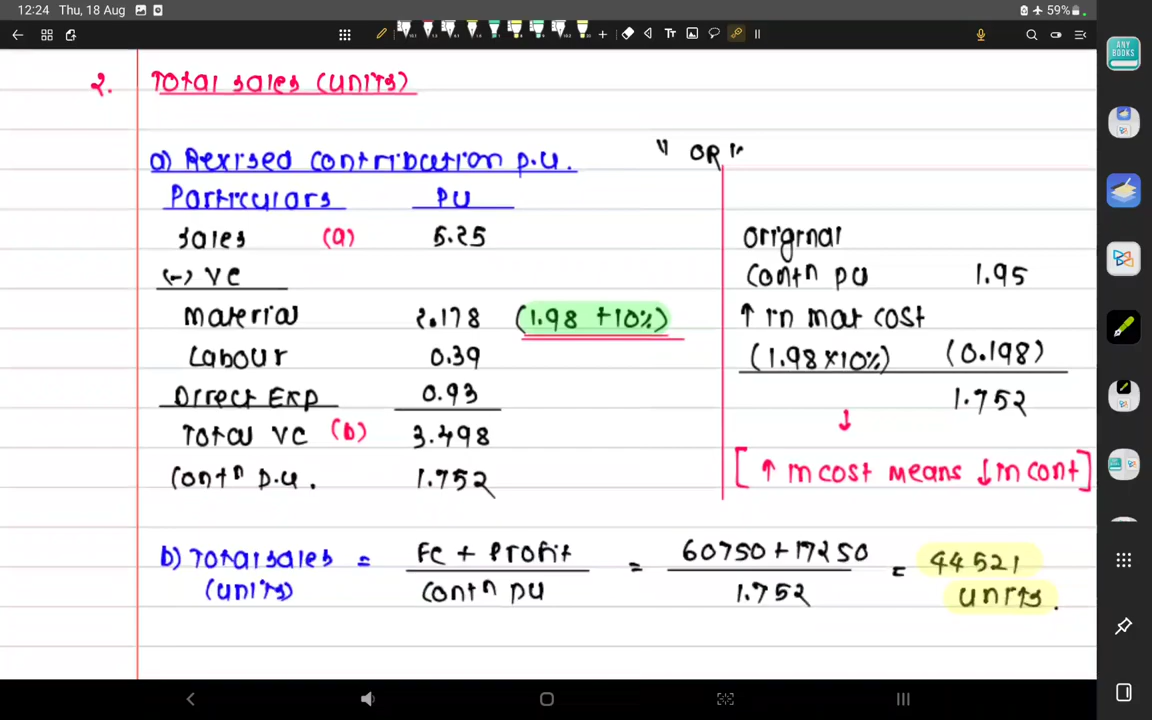 12:24 Thu, 18 Aug
59%
ANY BOOKS
2. Total sales (units)
a) Revised contribution p.u.
Particulars PU
Sales (a) 5.25
(-) VC
Material 2.178 (1.98 +10%)
Labour 0.39
Direct Exp 0.93
Total VC (b) 3.498
Contn p.u. 1.752
" OR "
original
Contn pu 1.95
↑ in mat cost
(1.98×10%) (0.198)
1.752
↓
[↑ in cost means ↓ in cont]
b) Total sales (units) = FC + Profit / Contn pu = 60750+17250 / 1.752 = 44521 units.